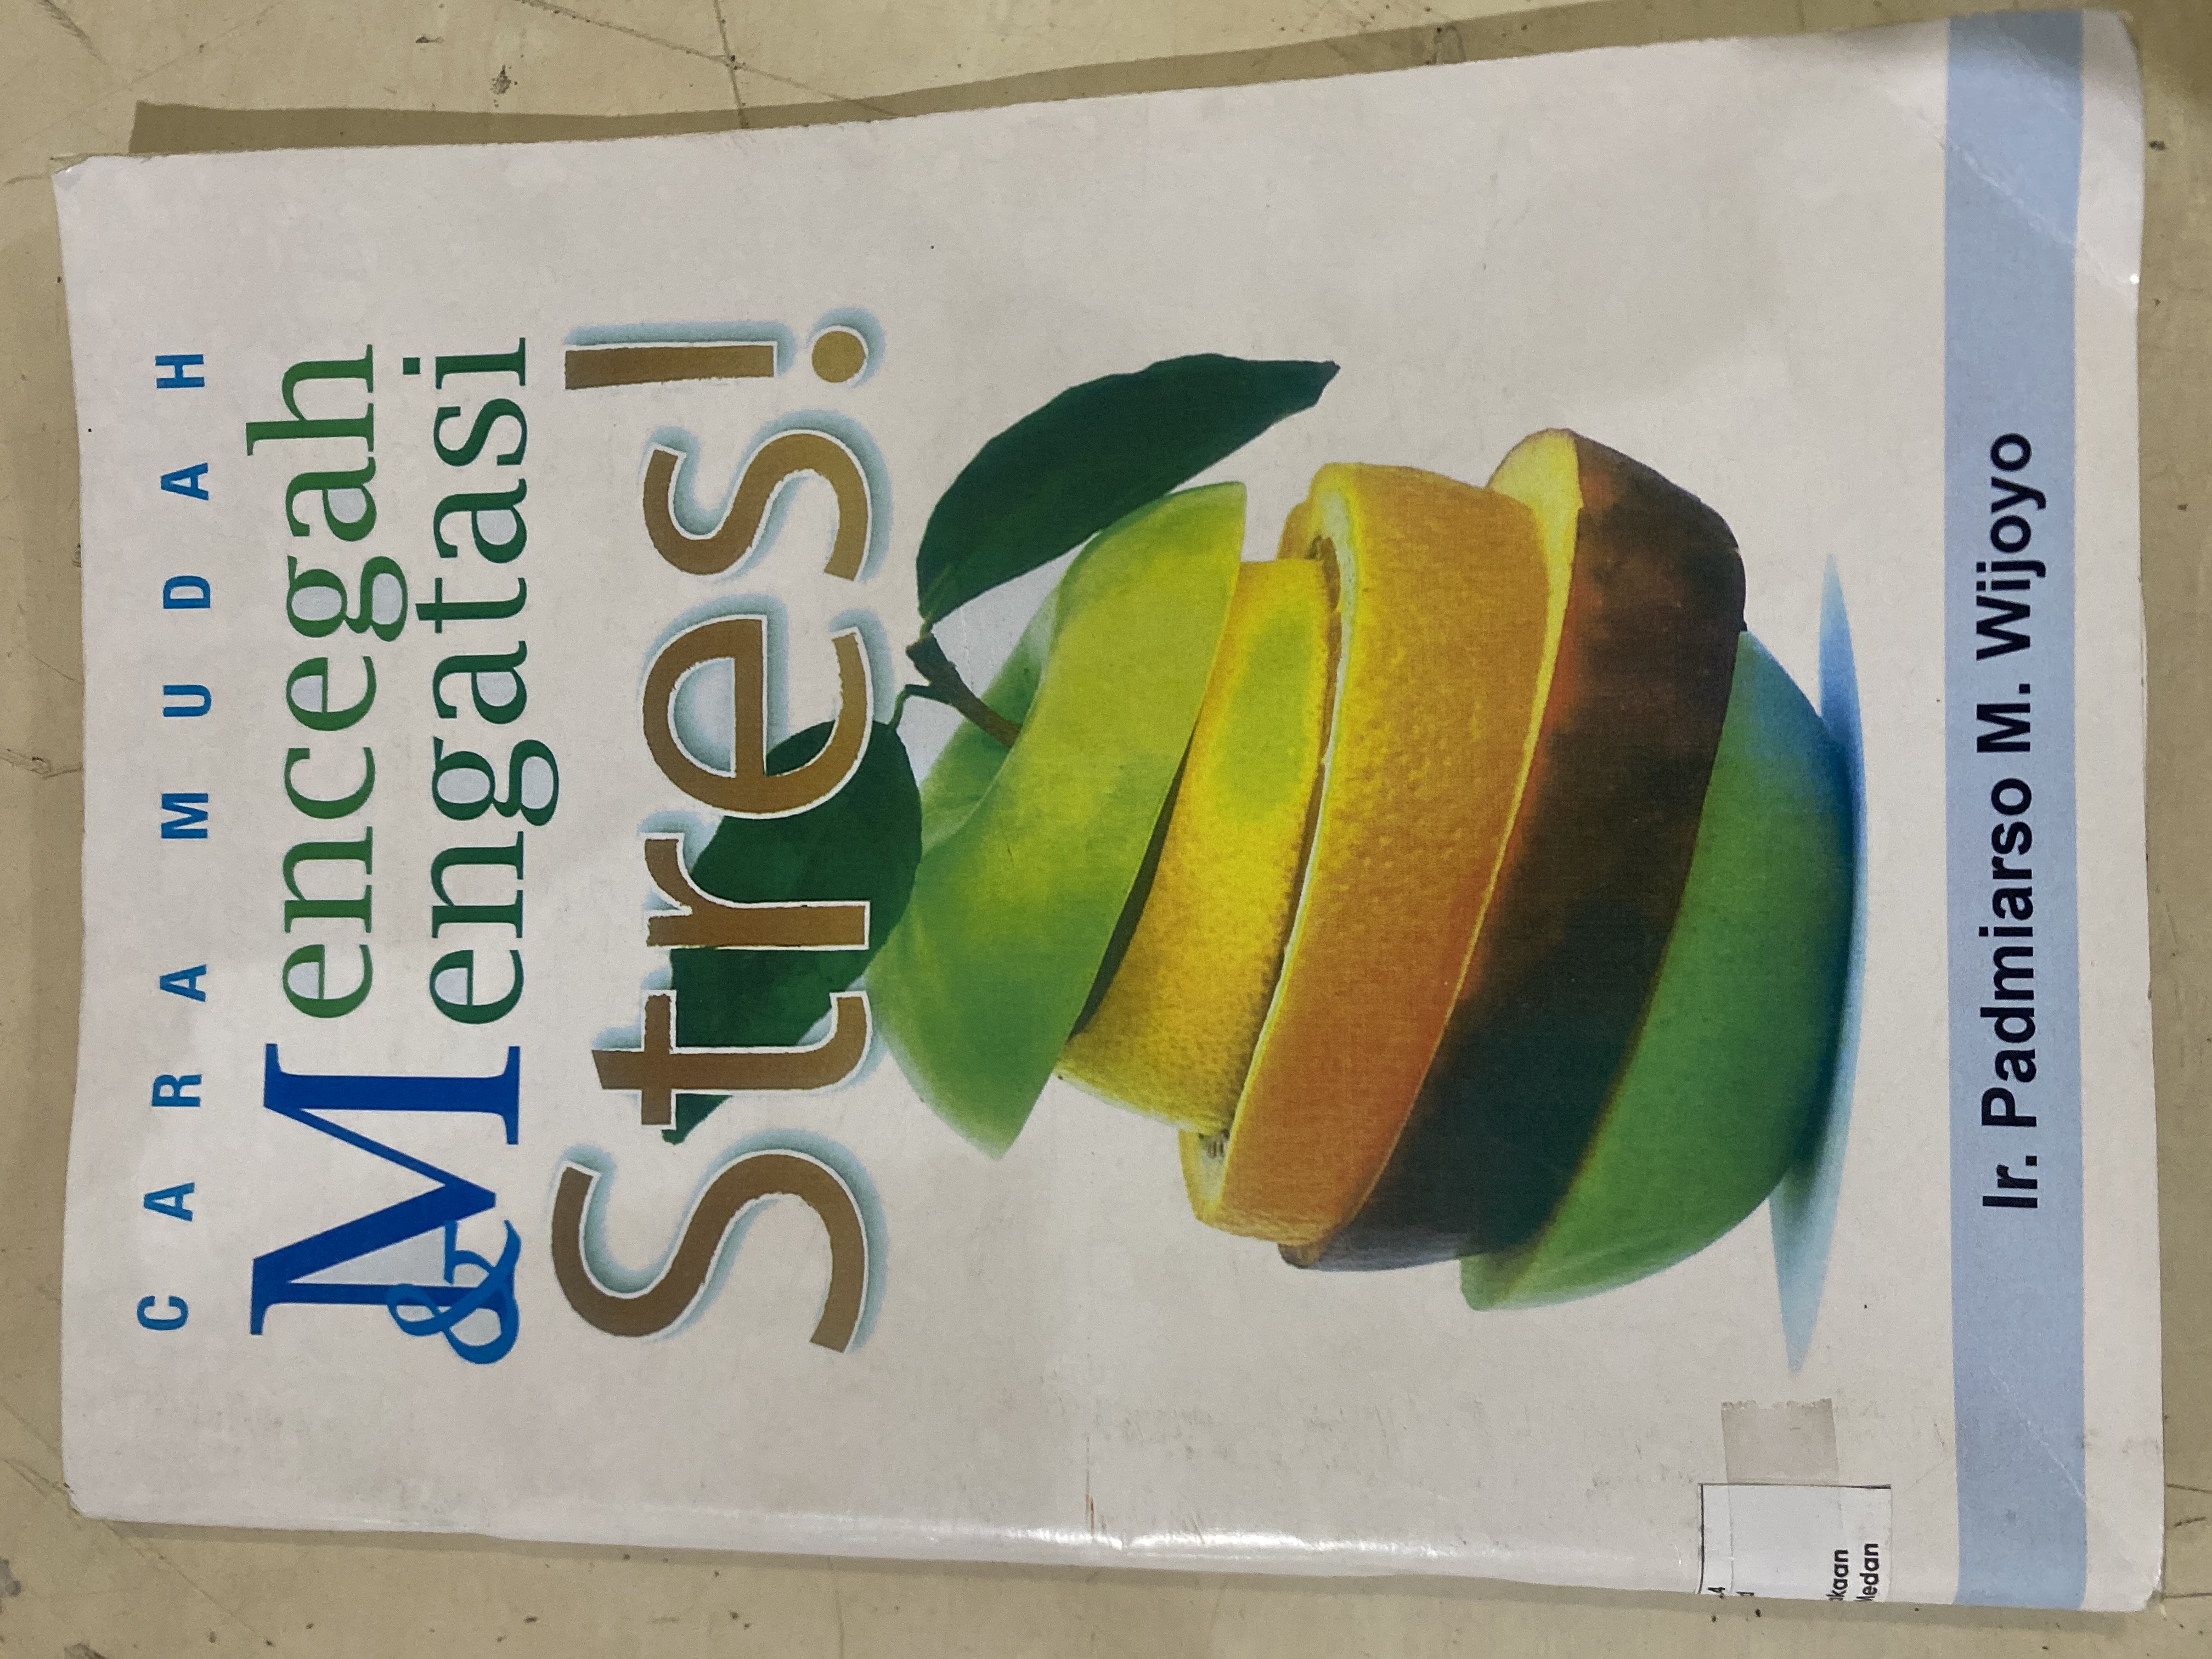 CARA MUDAH
Mencegah
& Mengatasi
Stres!
Ir. Padmiarso M. Wijoyo